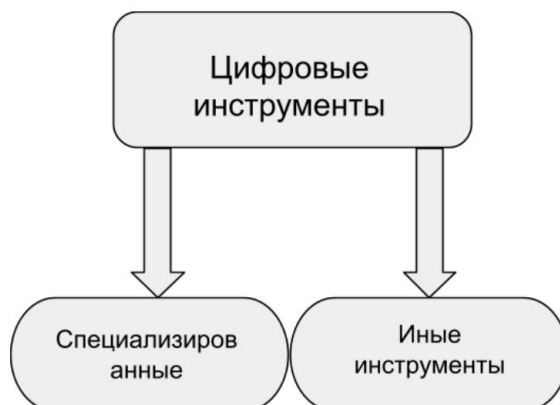 Цифровые
инструменты
Специализиров
анные
Иные
инструменты